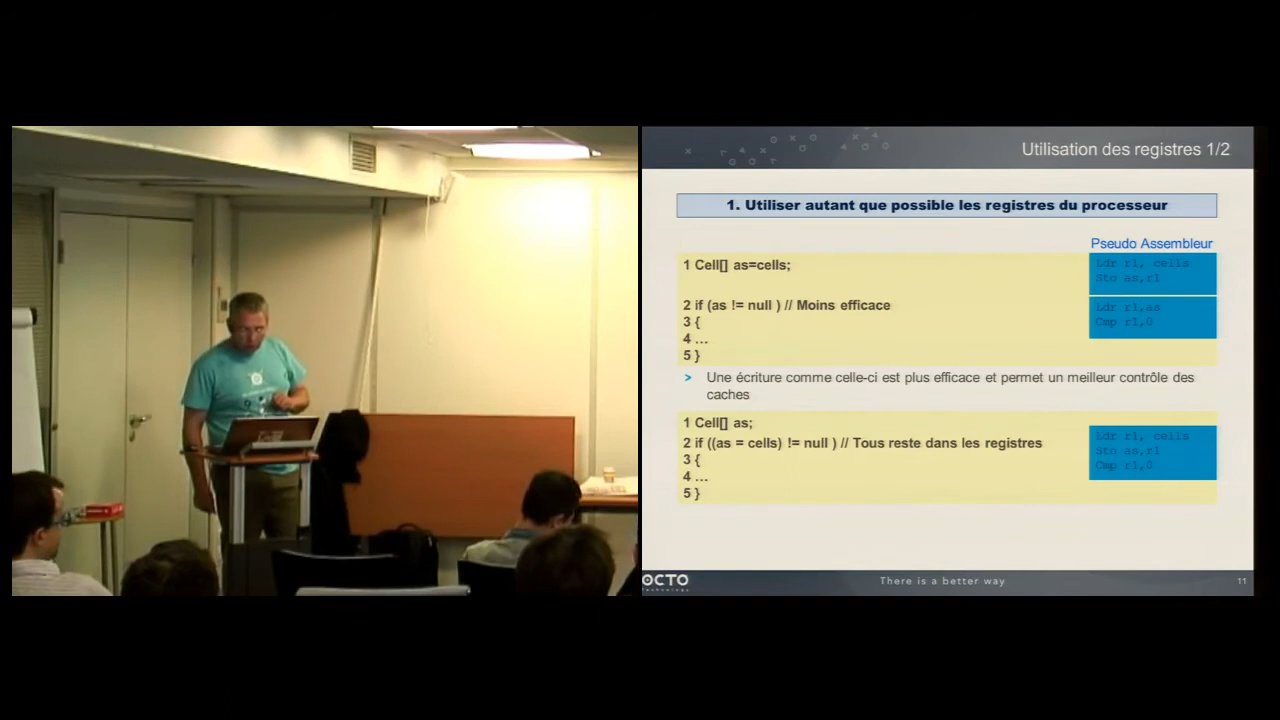 Utilisation des registres 1/2
1. Utiliser autant que possible les registres du processeur
Pseudo Assembleur
1 Cell[] as=cells;
Ldr r1, cells
Sto as,r1
2 if (as != null ) // Moins efficace
3 {
4 …
5 }
Ldr r1,as
Cmp r1,0
> Une écriture comme celle-ci est plus efficace et permet un meilleur contrôle des
caches
1 Cell[] as;
2 if ((as = cells) != null ) // Tous reste dans les registres
3 {
4 …
5 }
Ldr r1, cells
Sto as,r1
Cmp r1,0
OCTO
Technology
There is a better way
11